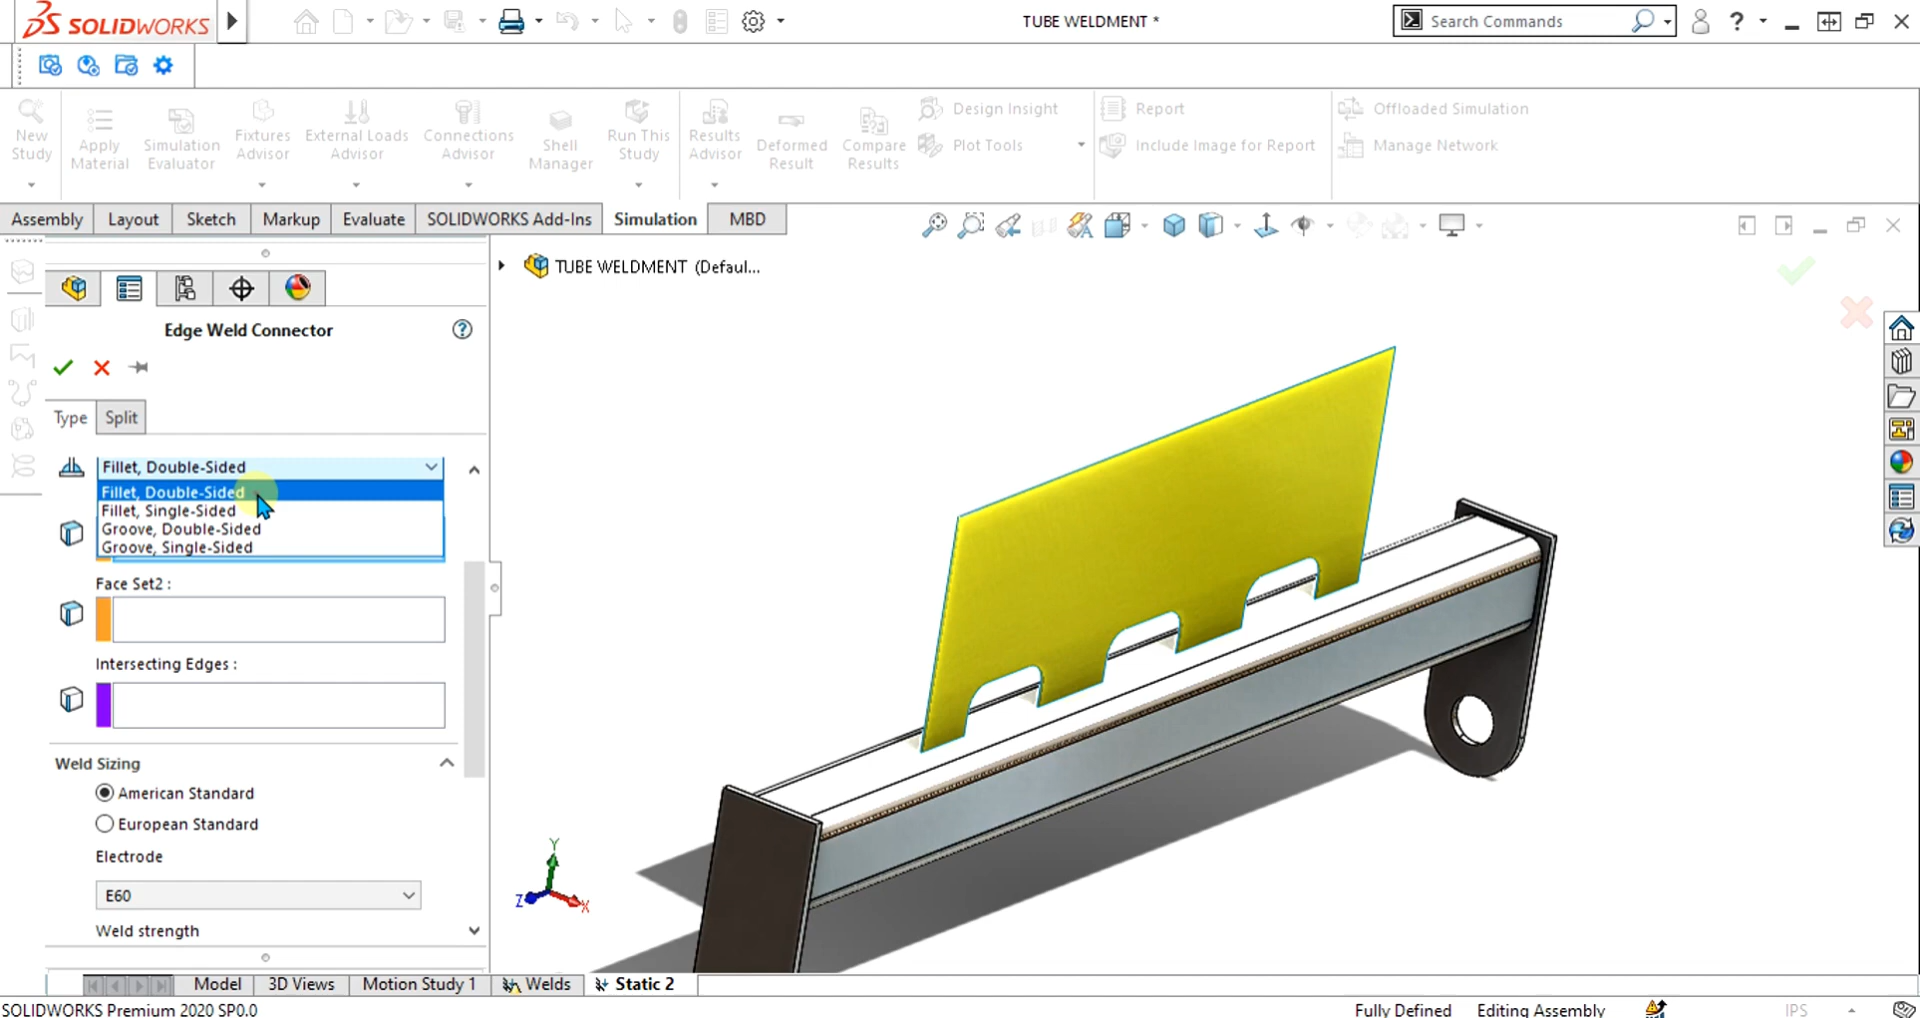 SOLIDWORKS
TUBE WELDMENT *
Search Commands
?
New Study
Apply Material
Simulation Evaluator
Fixtures Advisor
External Loads Advisor
Connections Advisor
Shell Manager
Run This Study
Results Advisor
Deformed Result
Compare Results
Design Insight
Plot Tools
Report
Include Image for Report
Offloaded Simulation
Manage Network
Assembly
Layout
Sketch
Markup
Evaluate
SOLIDWORKS Add-Ins
Simulation
MBD
TUBE WELDMENT (Defaul...
Edge Weld Connector
?
Type
Split
Fillet, Double-Sided
Fillet, Double-Sided
Fillet, Single-Sided
Groove, Double-Sided
Groove, Single-Sided
Face Set2 :
Intersecting Edges :
Weld Sizing
American Standard
European Standard
Electrode
E60
Weld strength
Y
Z
X
Model
3D Views
Motion Study 1
Welds
Static 2
SOLIDWORKS Premium 2020 SP0.0
Fully Defined
Editing Assembly
IPS